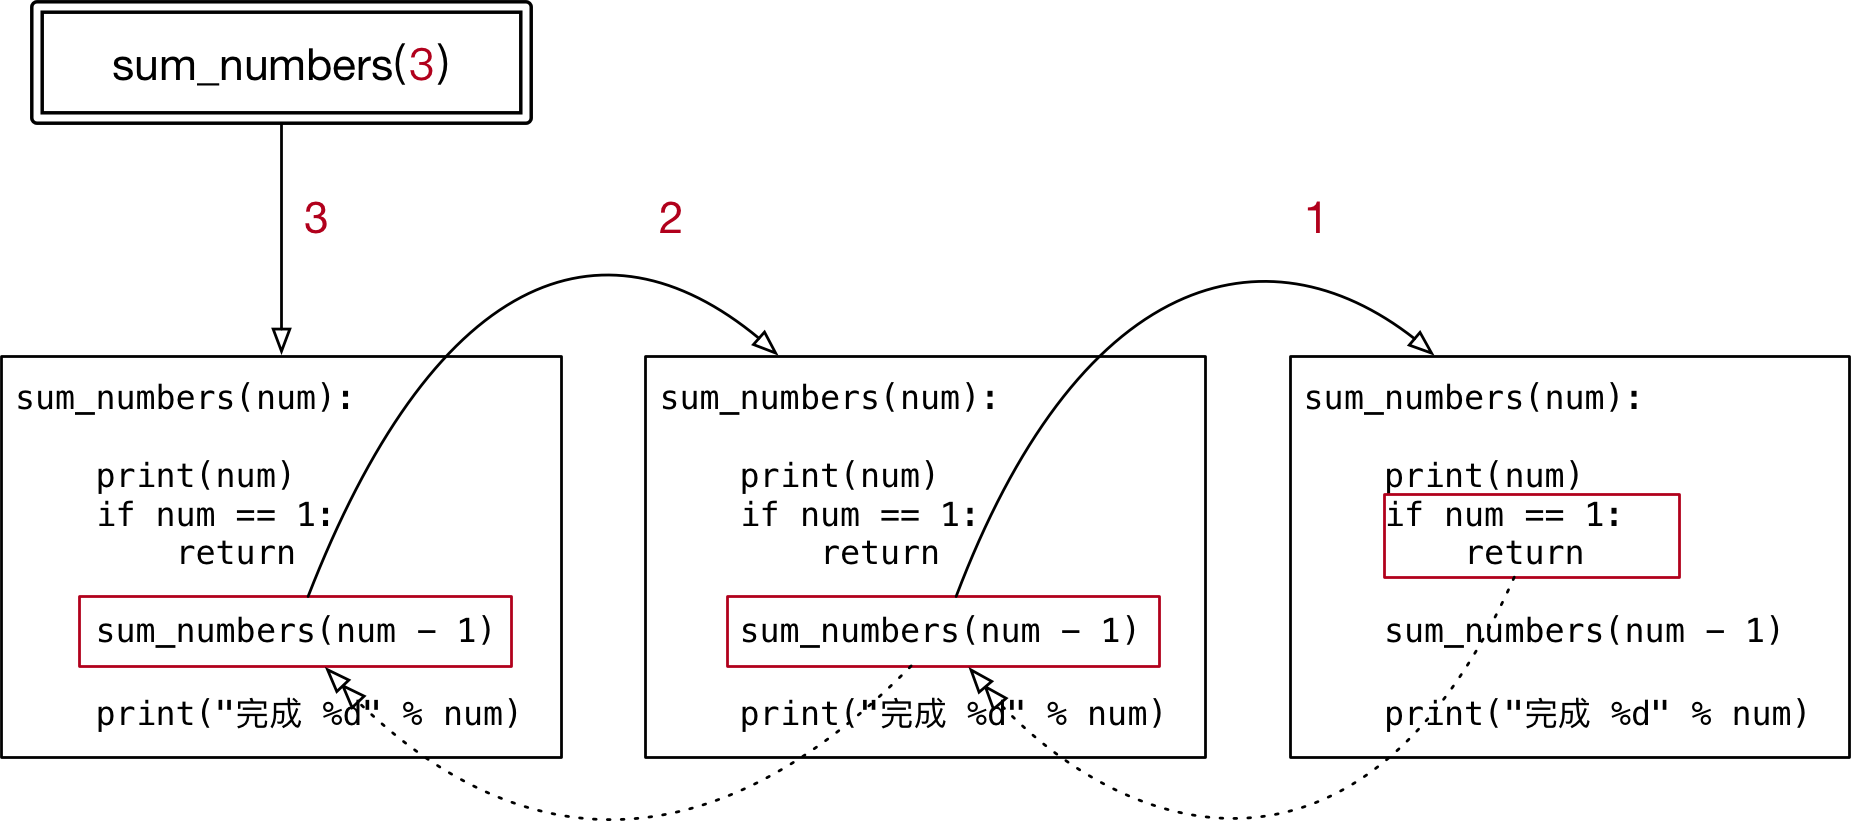 sum_numbers(3)
3
2
1
sum_numbers(num):
print(num)
if num == 1:
return
sum_numbers(num - 1)
print("完成 %d" % num)
sum_numbers(num):
print(num)
if num == 1:
return
sum_numbers(num - 1)
print("完成 %d" % num)
sum_numbers(num):
print(num)
if num == 1:
return
sum_numbers(num - 1)
print("完成 %d" % num)